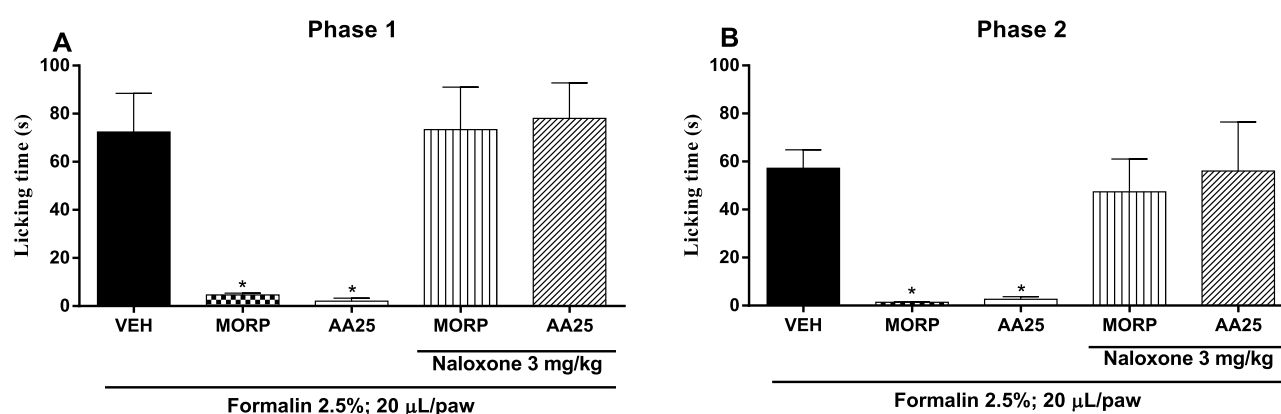 Phase 1
A
Licking time (s)
100
80
60
40
20
0
*
*
VEH
MORP
AA25
MORP
AA25
Naloxone 3 mg/kg
Formalin 2.5%; 20 μL/paw
Phase 2
B
Licking time (s)
100
80
60
40
20
0
*
*
VEH
MORP
AA25
MORP
AA25
Naloxone 3 mg/kg
Formalin 2.5%; 20 μL/paw